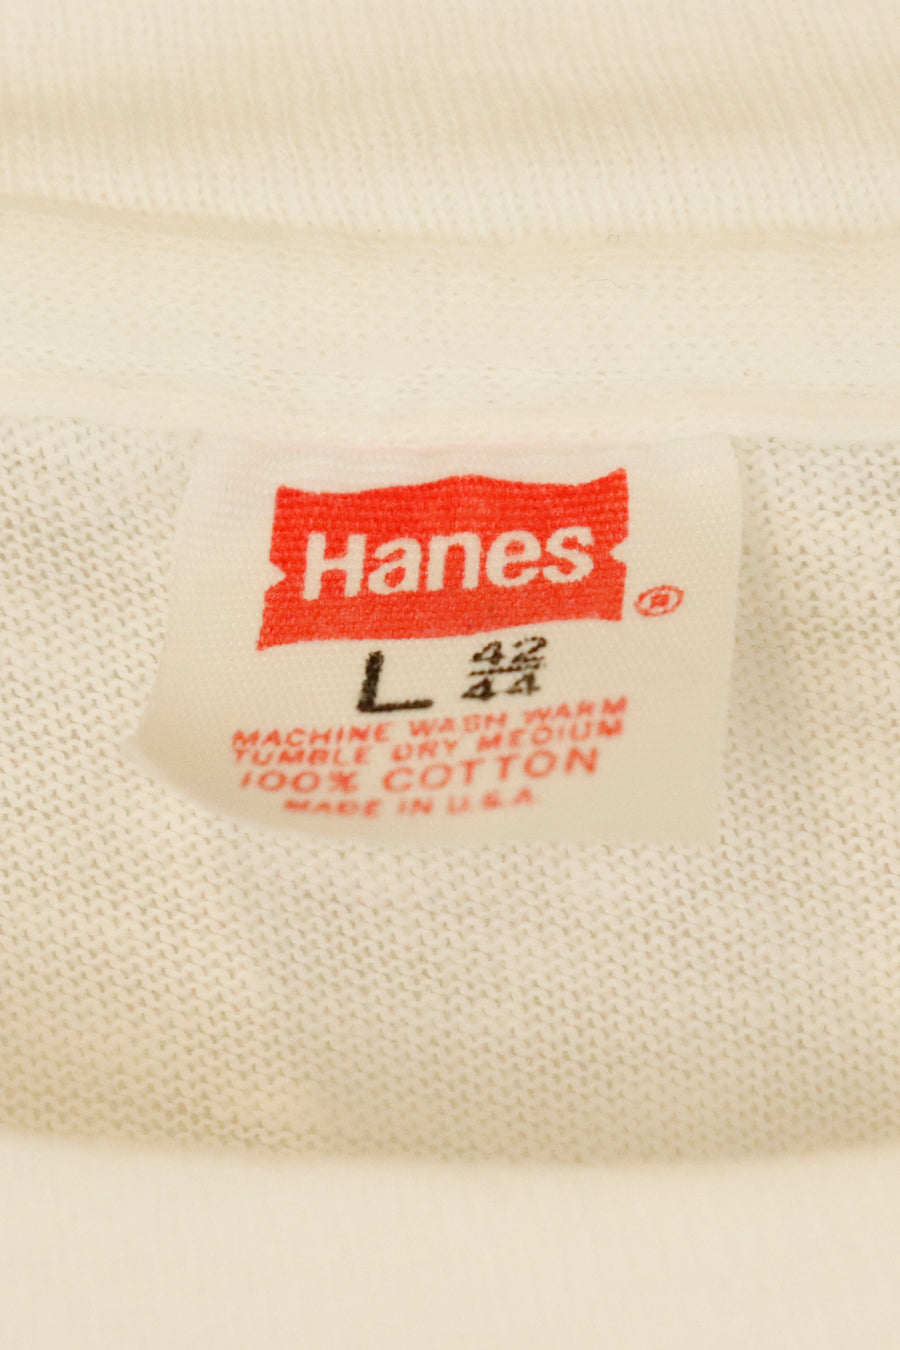 Hanes ®
L 42/44
MACHINE WASH WARM
TUMBLE DRY MEDIUM
100% COTTON
MADE IN U.S.A.